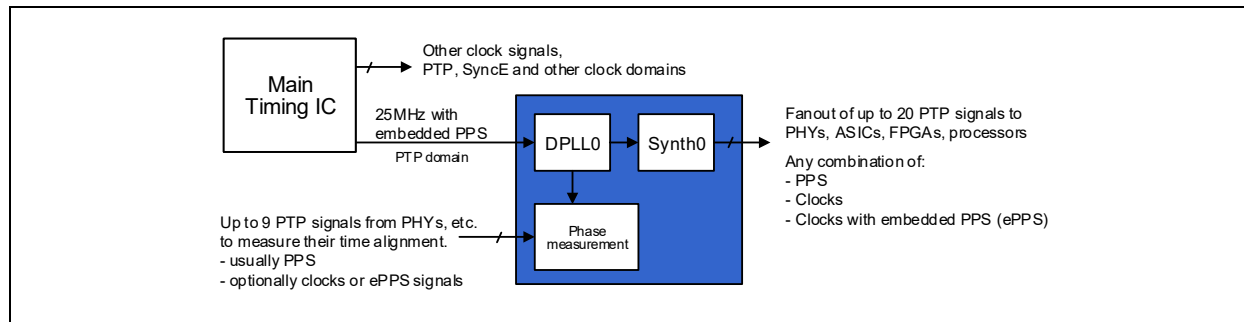 Main
Timing IC
Other clock signals,
PTP, SyncE and other clock domains
25MHz with
embedded PPS
PTP domain
DPLL0
Synth0
Fanout of up to 20 PTP signals to
PHYs, ASICs, FPGAs, processors
Any combination of:
- PPS
- Clocks
- Clocks with embedded PPS (ePPS)
Up to 9 PTP signals from PHYs, etc.
to measure their time alignment.
- usually PPS
- optionally clocks or ePPS signals
Phase
measurement